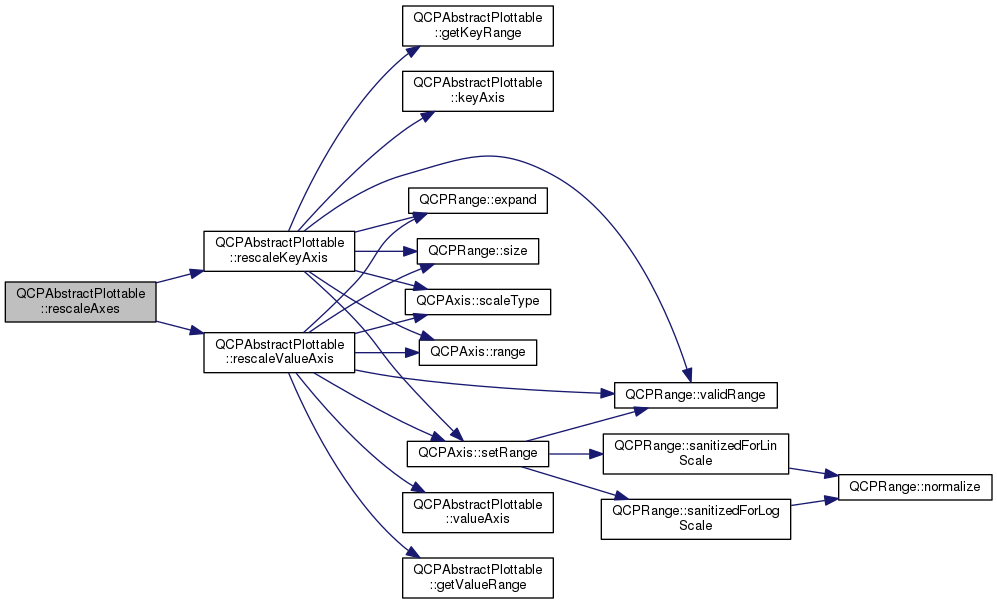 QCPAbstractPlottable
::rescaleAxes
QCPAbstractPlottable
::rescaleKeyAxis
QCPAbstractPlottable
::rescaleValueAxis
QCPAbstractPlottable
::getKeyRange
QCPAbstractPlottable
::keyAxis
QCPRange::expand
QCPRange::size
QCPAxis::scaleType
QCPAxis::range
QCPAxis::setRange
QCPAbstractPlottable
::valueAxis
QCPAbstractPlottable
::getValueRange
QCPRange::validRange
QCPRange::sanitizedForLin
Scale
QCPRange::sanitizedForLog
Scale
QCPRange::normalize